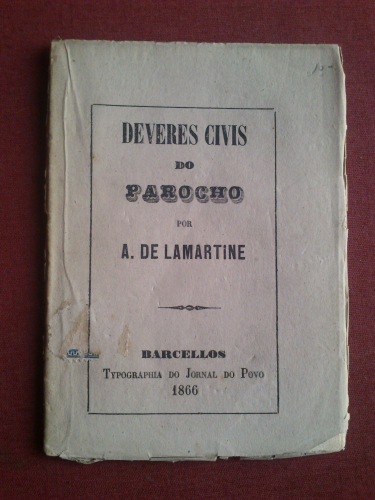 DEVERES CIVIS
DO
PAROCHO
POR
A. DE LAMARTINE
BARCELLOS
Typographia do Jornal do Povo
1866